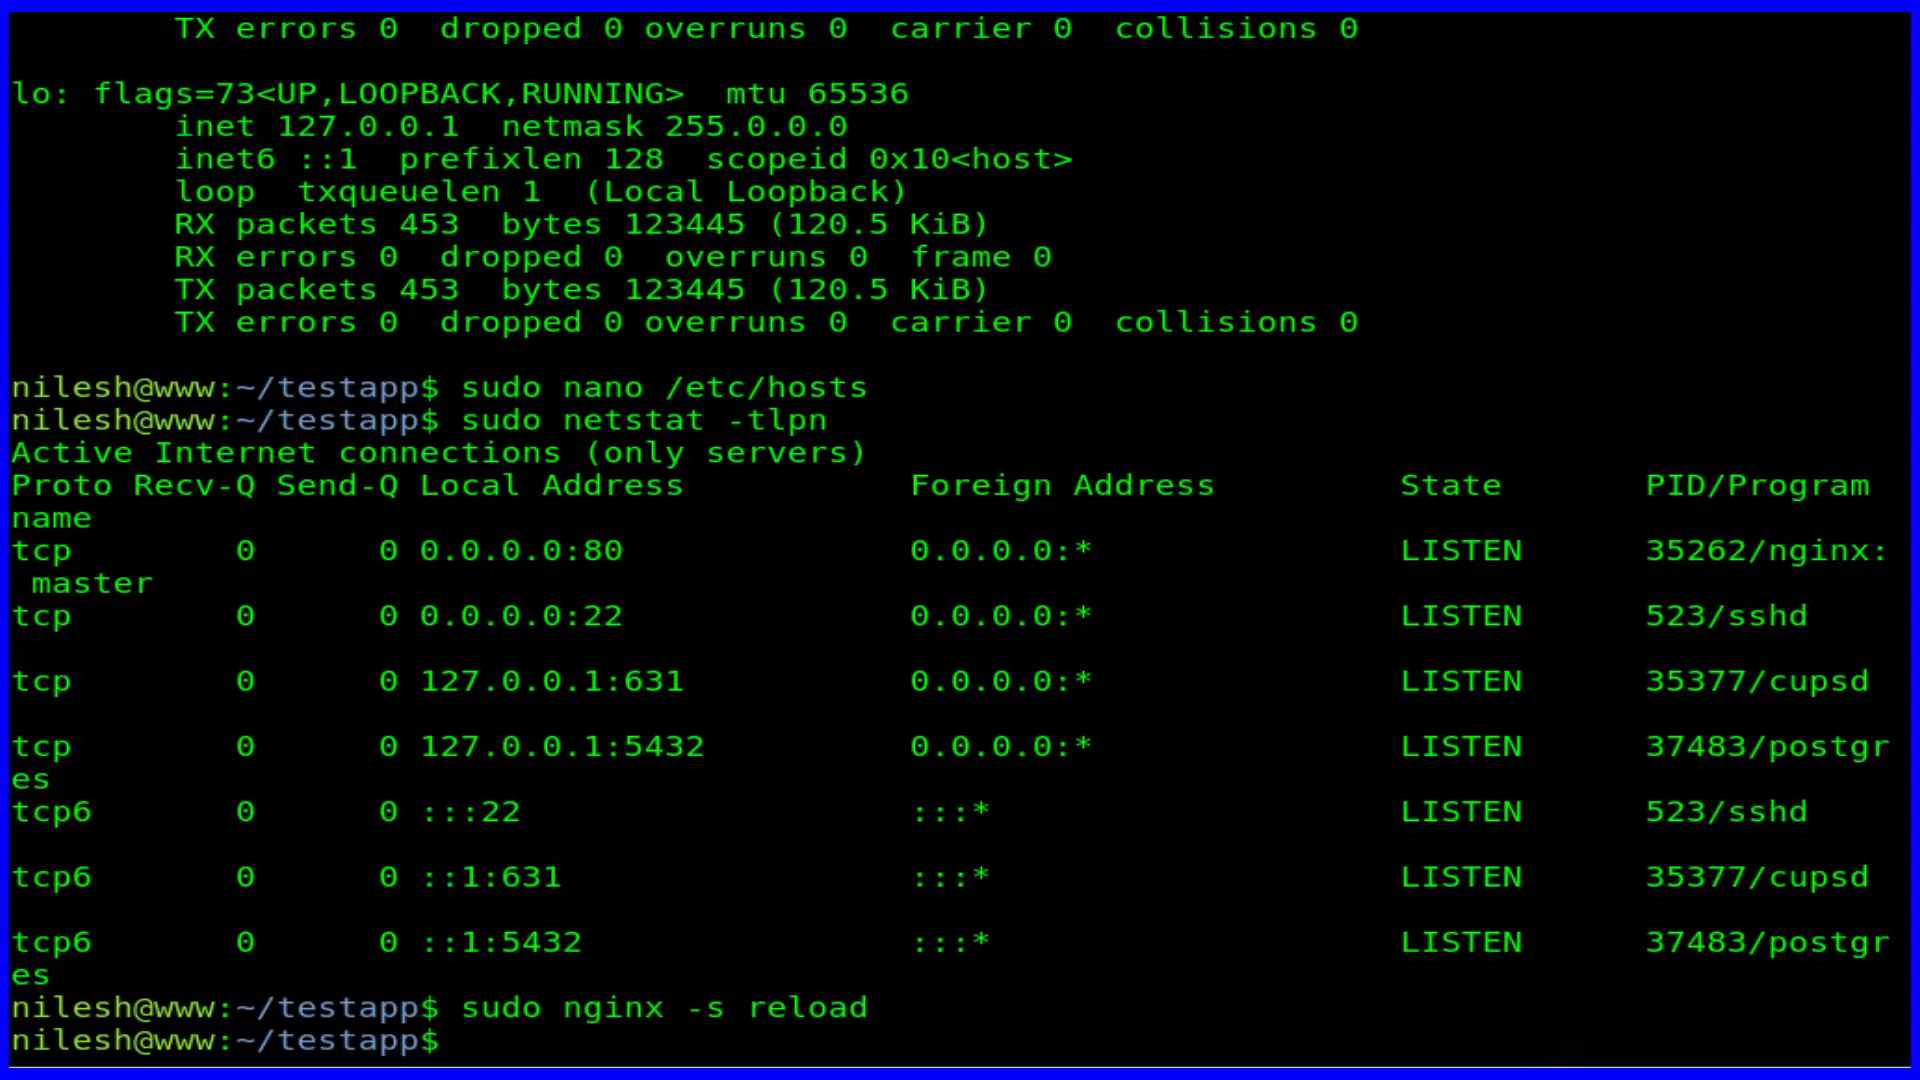 TX errors 0  dropped 0 overruns 0  carrier 0  collisions 0
lo: flags=73<UP,LOOPBACK,RUNNING>  mtu 65536
inet 127.0.0.1  netmask 255.0.0.0
inet6 ::1  prefixlen 128  scopeid 0x10<host>
loop  txqueuelen 1  (Local Loopback)
RX packets 453  bytes 123445 (120.5 KiB)
RX errors 0  dropped 0  overruns 0  frame 0
TX packets 453  bytes 123445 (120.5 KiB)
TX errors 0  dropped 0 overruns 0  carrier 0  collisions 0
nilesh@www:~/testapp$ sudo nano /etc/hosts
nilesh@www:~/testapp$ sudo netstat -tlpn
Active Internet connections (only servers)
Proto Recv-Q Send-Q Local Address           Foreign Address         State       PID/Program
name
tcp        0      0 0.0.0.0:80              0.0.0.0:*               LISTEN      35262/nginx:
 master
tcp        0      0 0.0.0.0:22              0.0.0.0:*               LISTEN      523/sshd
tcp        0      0 127.0.0.1:631           0.0.0.0:*               LISTEN      35377/cupsd
tcp        0      0 127.0.0.1:5432          0.0.0.0:*               LISTEN      37483/postgr
es
tcp6       0      0 :::22                   :::*                    LISTEN      523/sshd
tcp6       0      0 ::1:631                 :::*                    LISTEN      35377/cupsd
tcp6       0      0 ::1:5432                :::*                    LISTEN      37483/postgr
es
nilesh@www:~/testapp$ sudo nginx -s reload
nilesh@www:~/testapp$